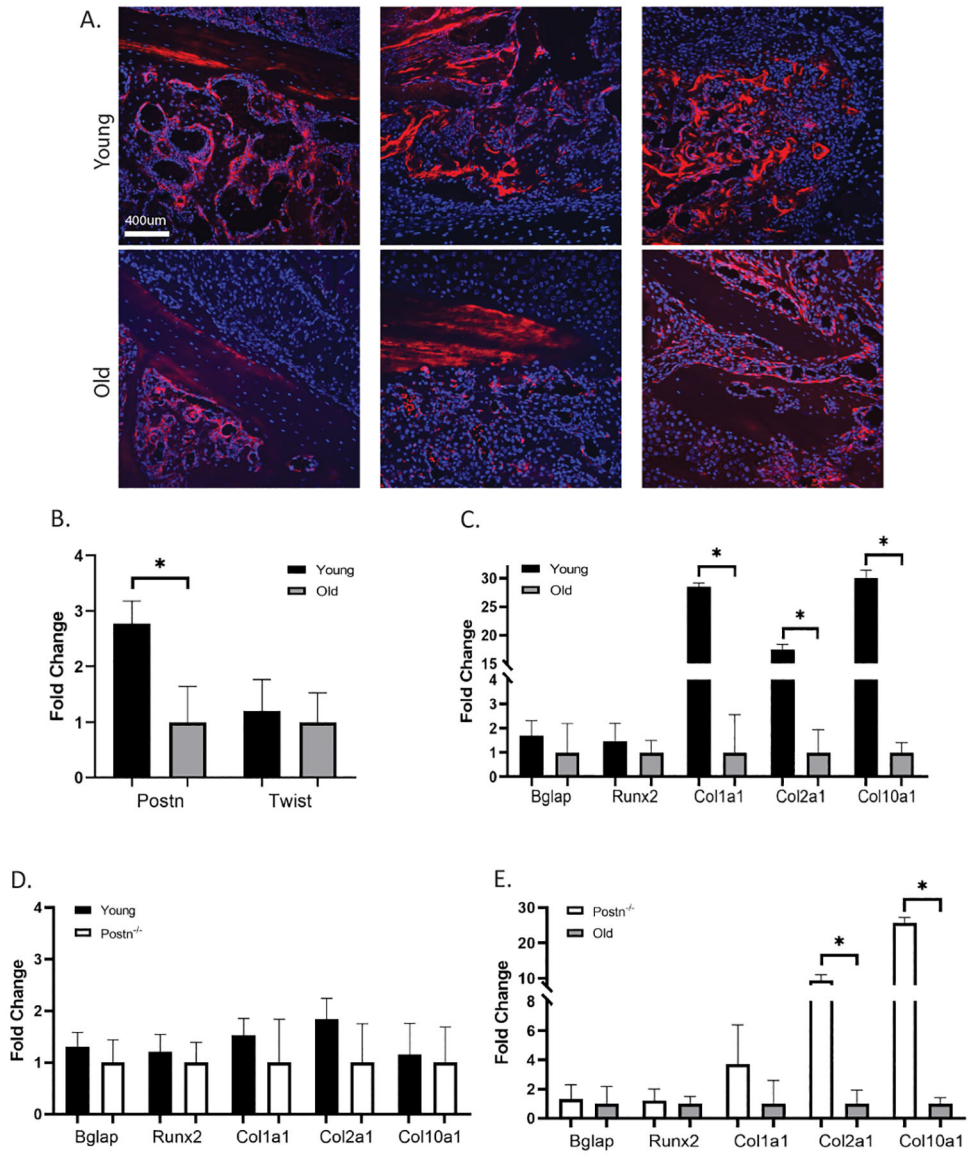 A.
Young
400um
Old
B.
Fold Change
4
3
2
1
0
*
Young
Old
Postn
Twist
C.
Fold Change
30
25
20
15
4
3
2
1
0
Young
Old
*
*
*
Bglap
Runx2
Col1a1
Col2a1
Col10a1
D.
Fold Change
4
3
2
1
0
Young
Postn-/-
Bglap
Runx2
Col1a1
Col2a1
Col10a1
E.
Fold Change
30
20
10
8
6
4
2
0
Postn-/-
Old
*
*
Bglap
Runx2
Col1a1
Col2a1
Col10a1